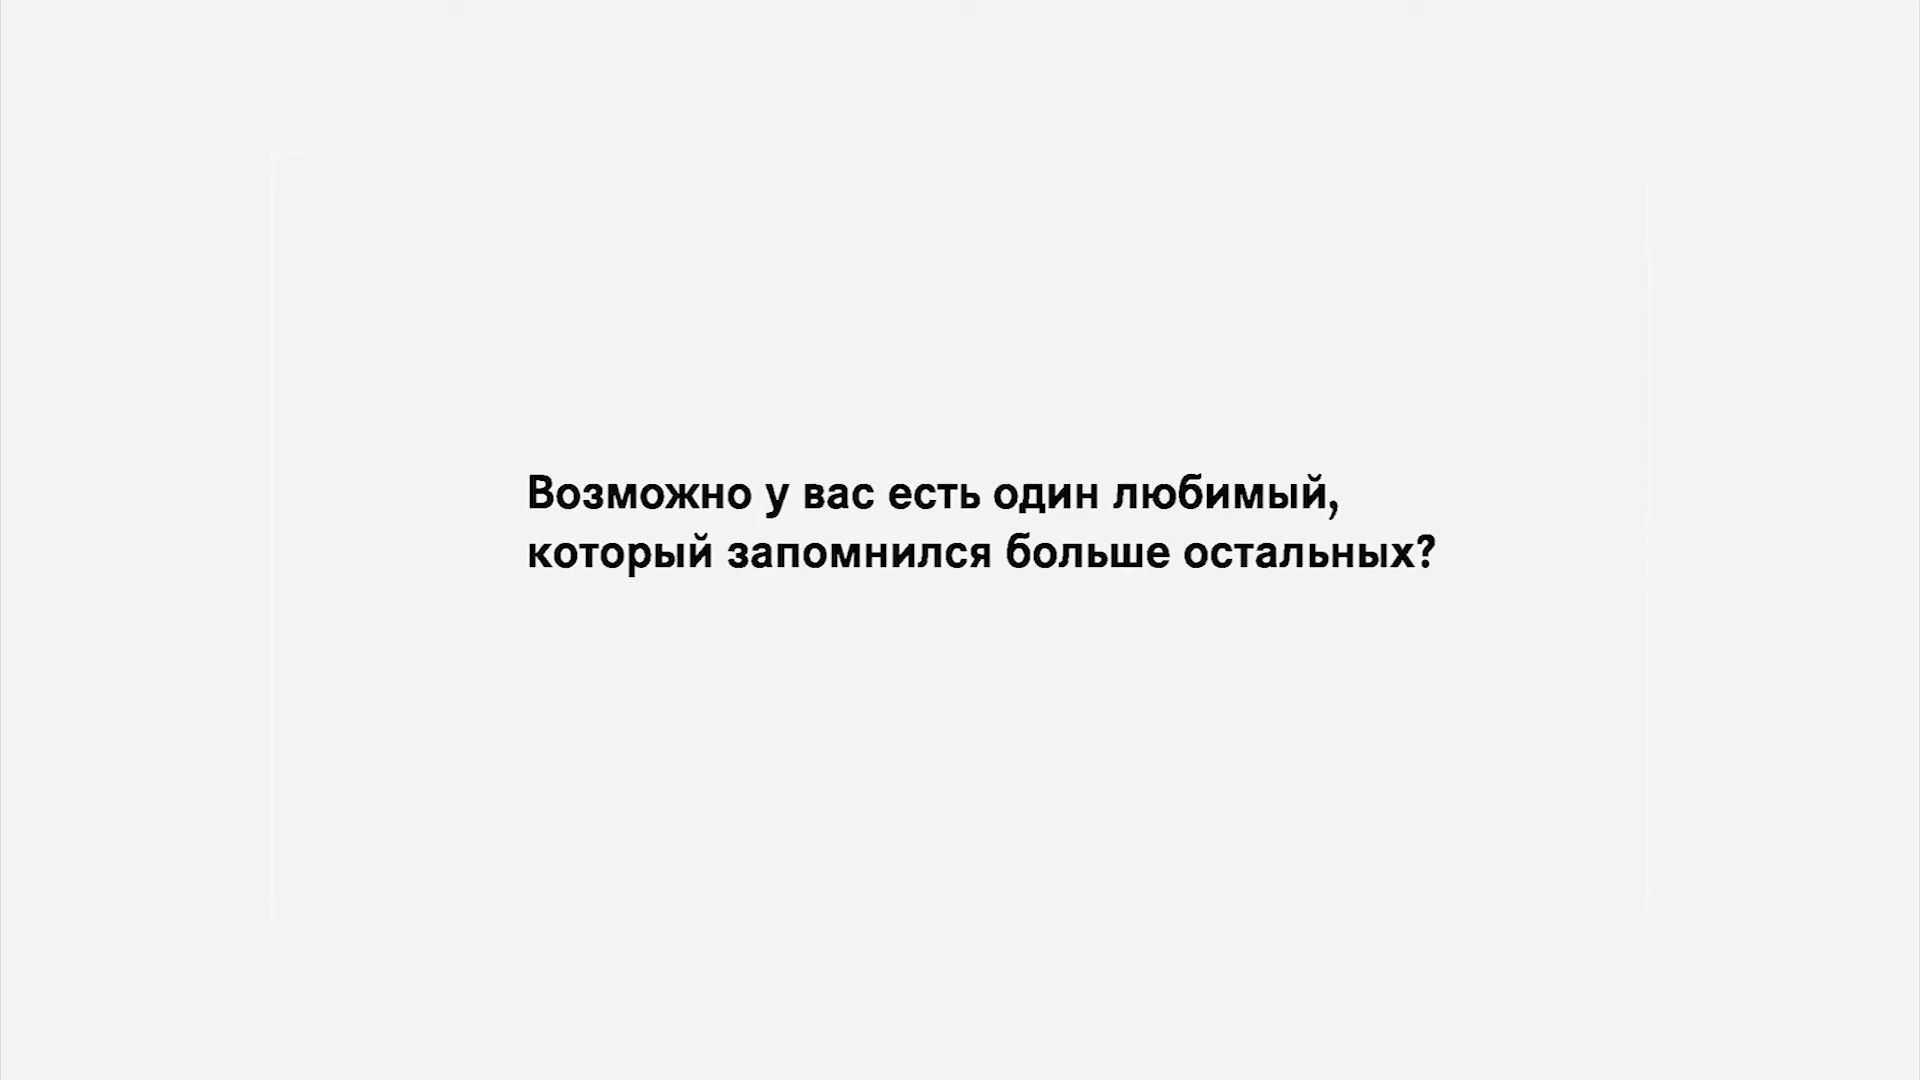 Возможно у вас есть один любимый,
который запомнился больше остальных?